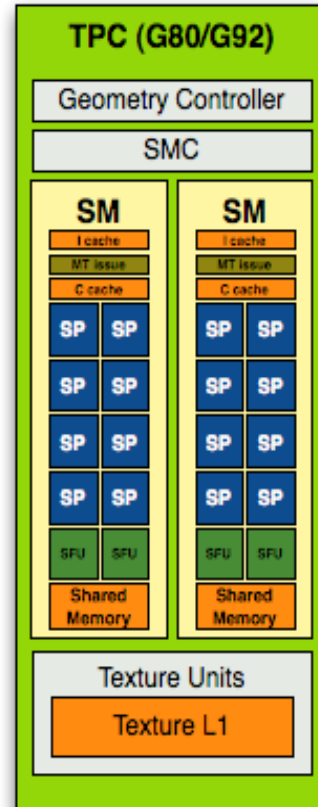 TPC (G80/G92)
Geometry Controller
SMC
SM
I cache
MT issue
C cache
SP SP
SP SP
SP SP
SP SP
SFU SFU
Shared
Memory
SM
I cache
MT issue
C cache
SP SP
SP SP
SP SP
SP SP
SFU SFU
Shared
Memory
Texture Units
Texture L1